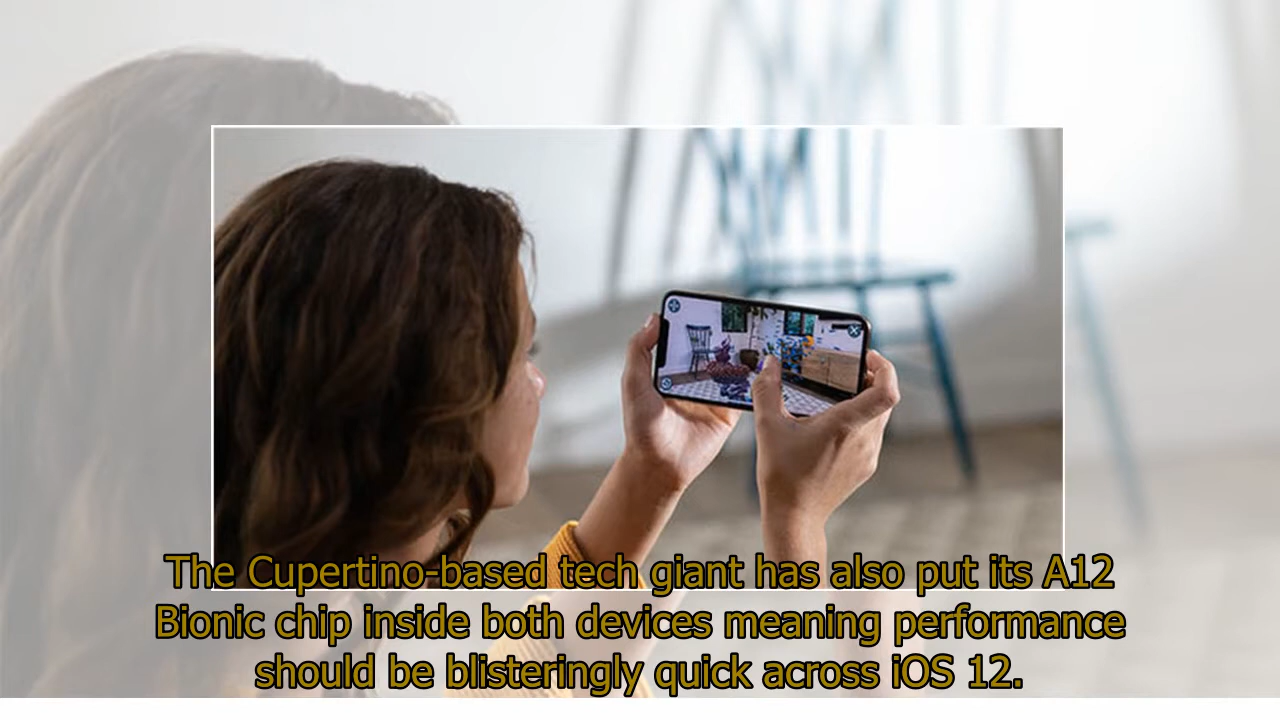 The Cupertino-based tech giant has also put its A12
Bionic chip inside both devices meaning performance
should be blisteringly quick across iOS 12.